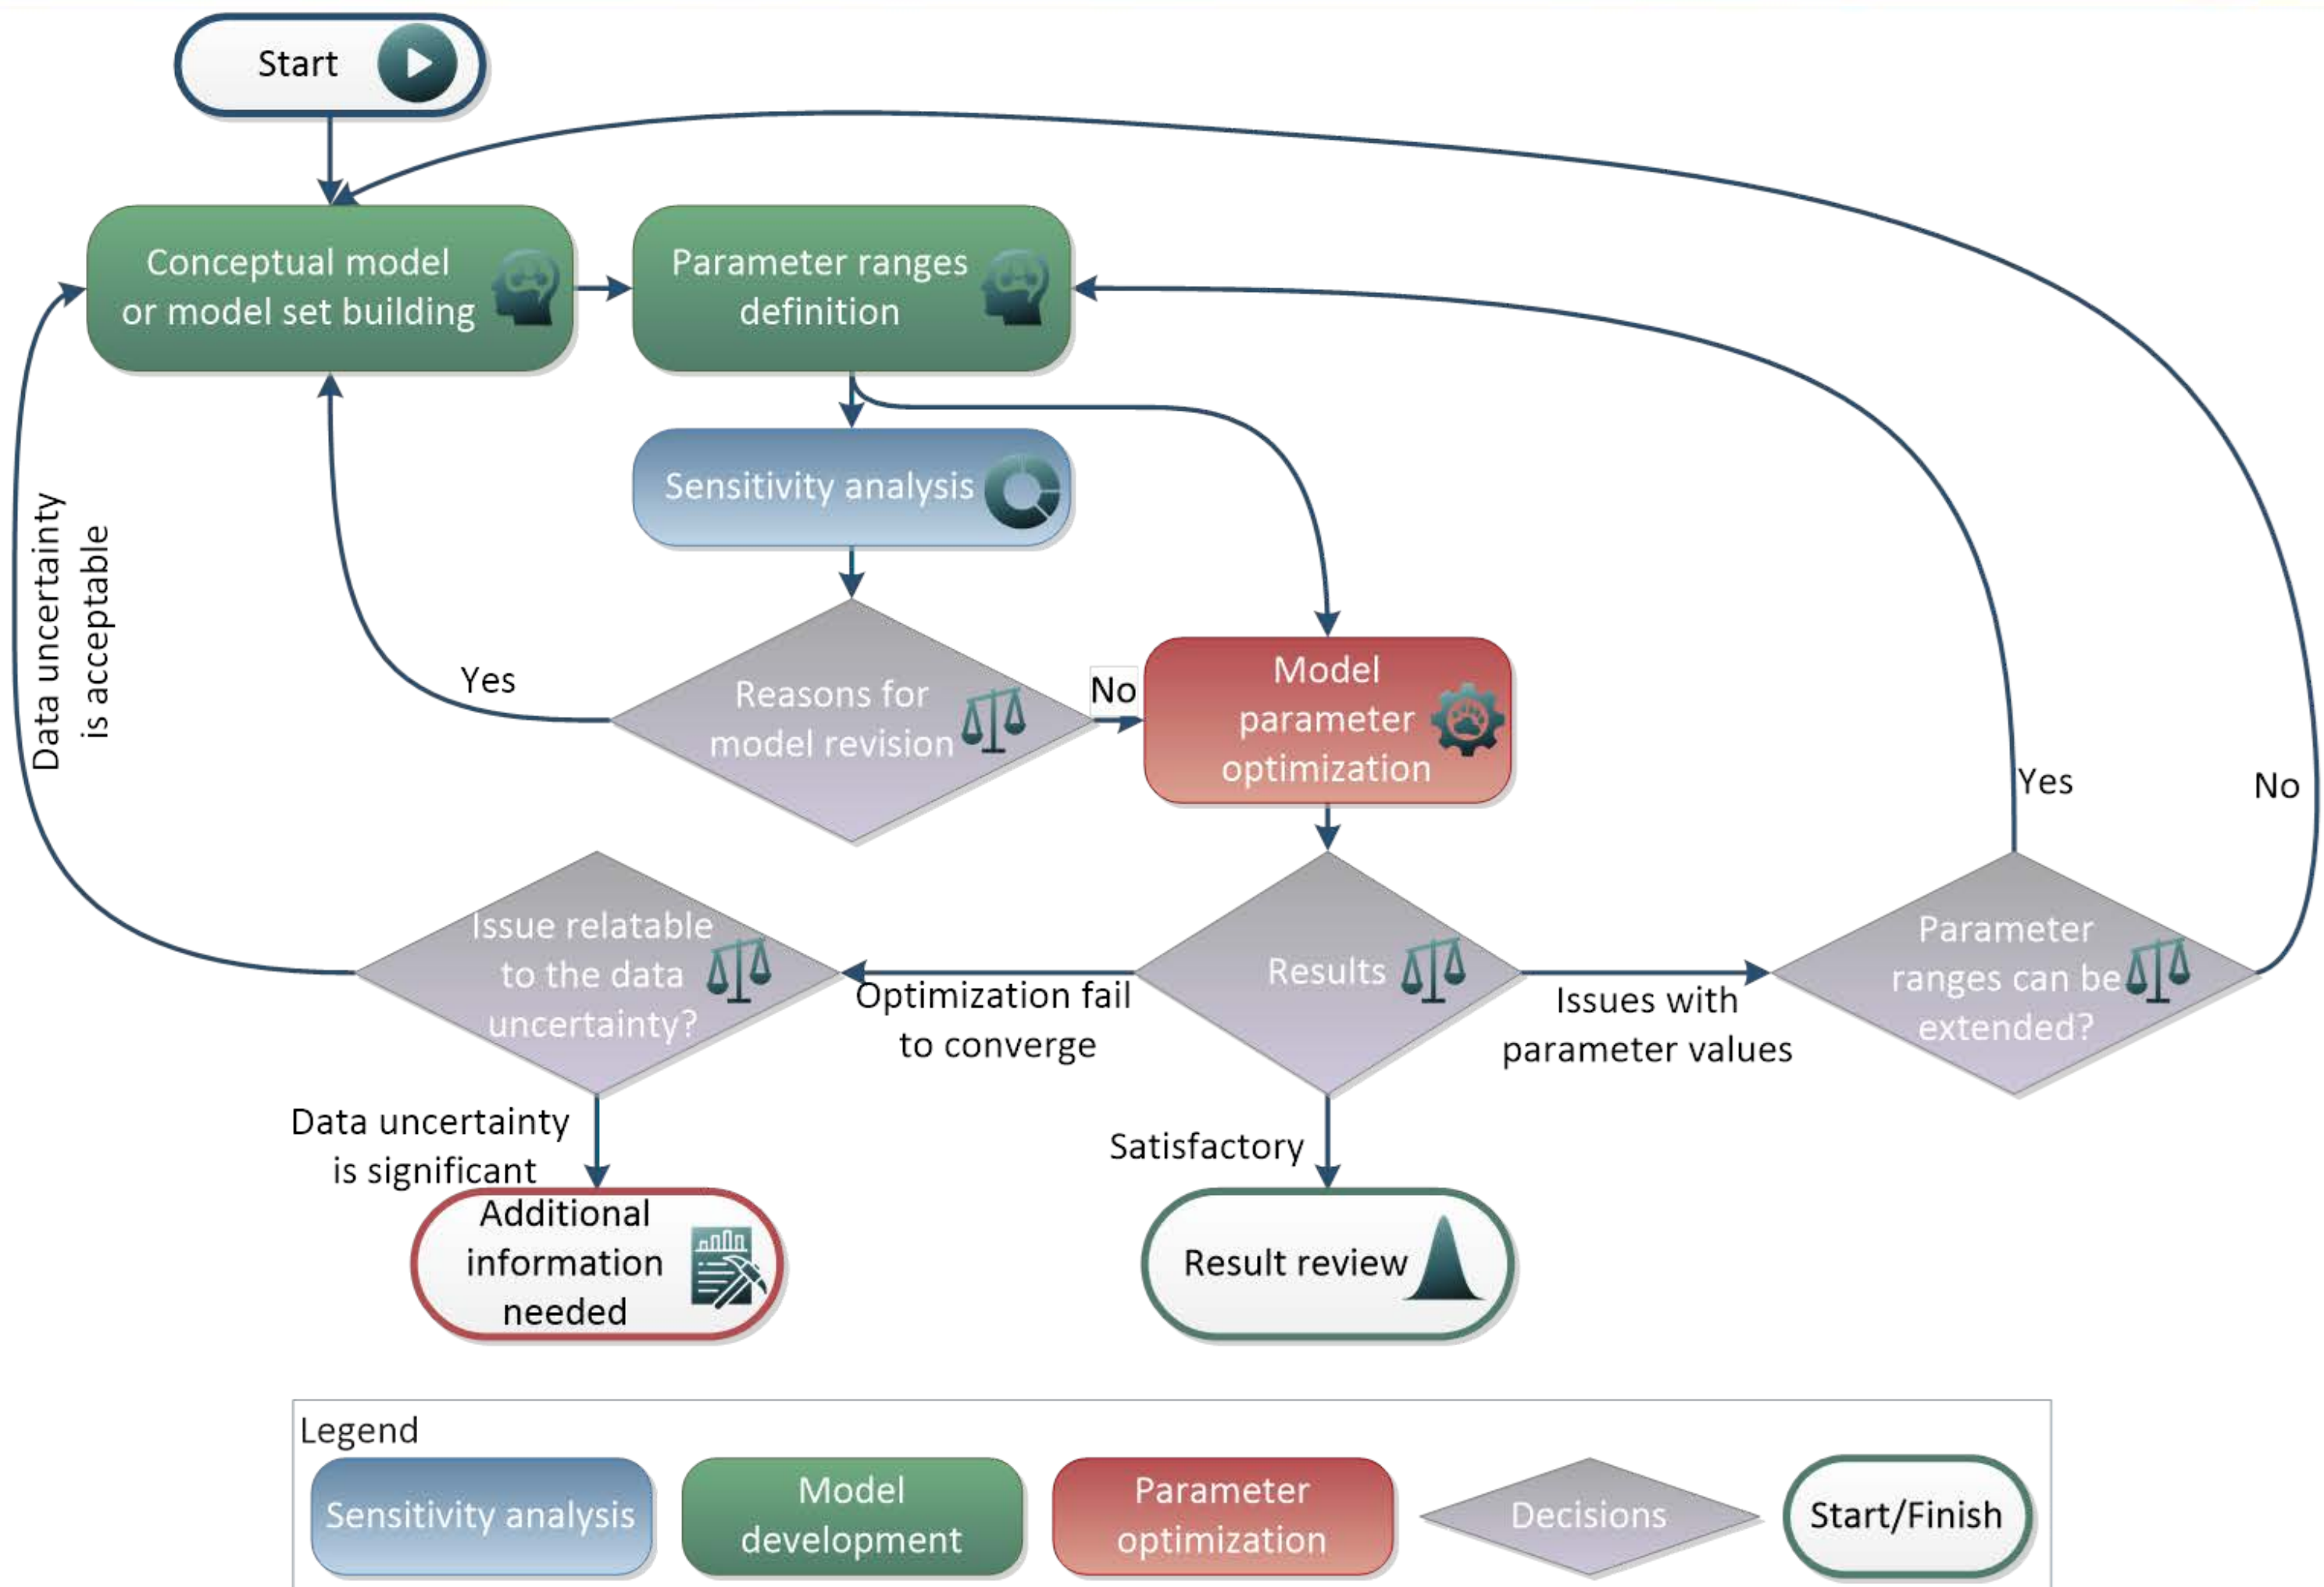 Start
Conceptual model
or model set building
Parameter ranges
definition
Sensitivity analysis
Data uncertainty
is acceptable
Yes
Reasons for
model revision
No
Model
parameter
optimization
Yes
No
Issue relatable
to the data
uncertainty?
Optimization fail
to converge
Results
Issues with
parameter values
Parameter
ranges can be
extended?
Data uncertainty
is significant
Satisfactory
Additional
information
needed
Result review
Legend
Sensitivity analysis
Model
development
Parameter
optimization
Decisions
Start/Finish